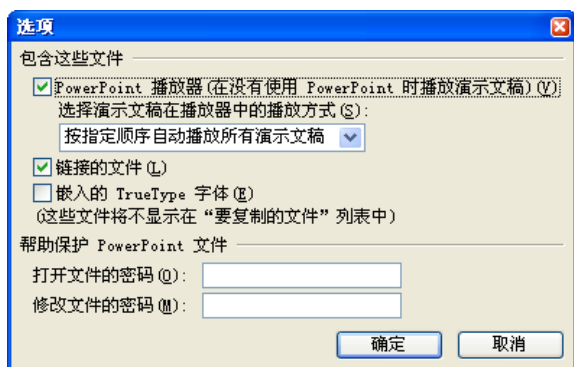 选项
包含这些文件
PowerPoint 播放器(在没有使用 PowerPoint 时播放演示文稿)(V)
选择演示文稿在播放器中的播放方式(S):
按指定顺序自动播放所有演示文稿
链接的文件(L)
嵌入的 TrueType 字体(E)
(这些文件将不显示在“要复制的文件”列表中)
帮助保护 PowerPoint 文件
打开文件的密码(O):
修改文件的密码(M):
确定 取消